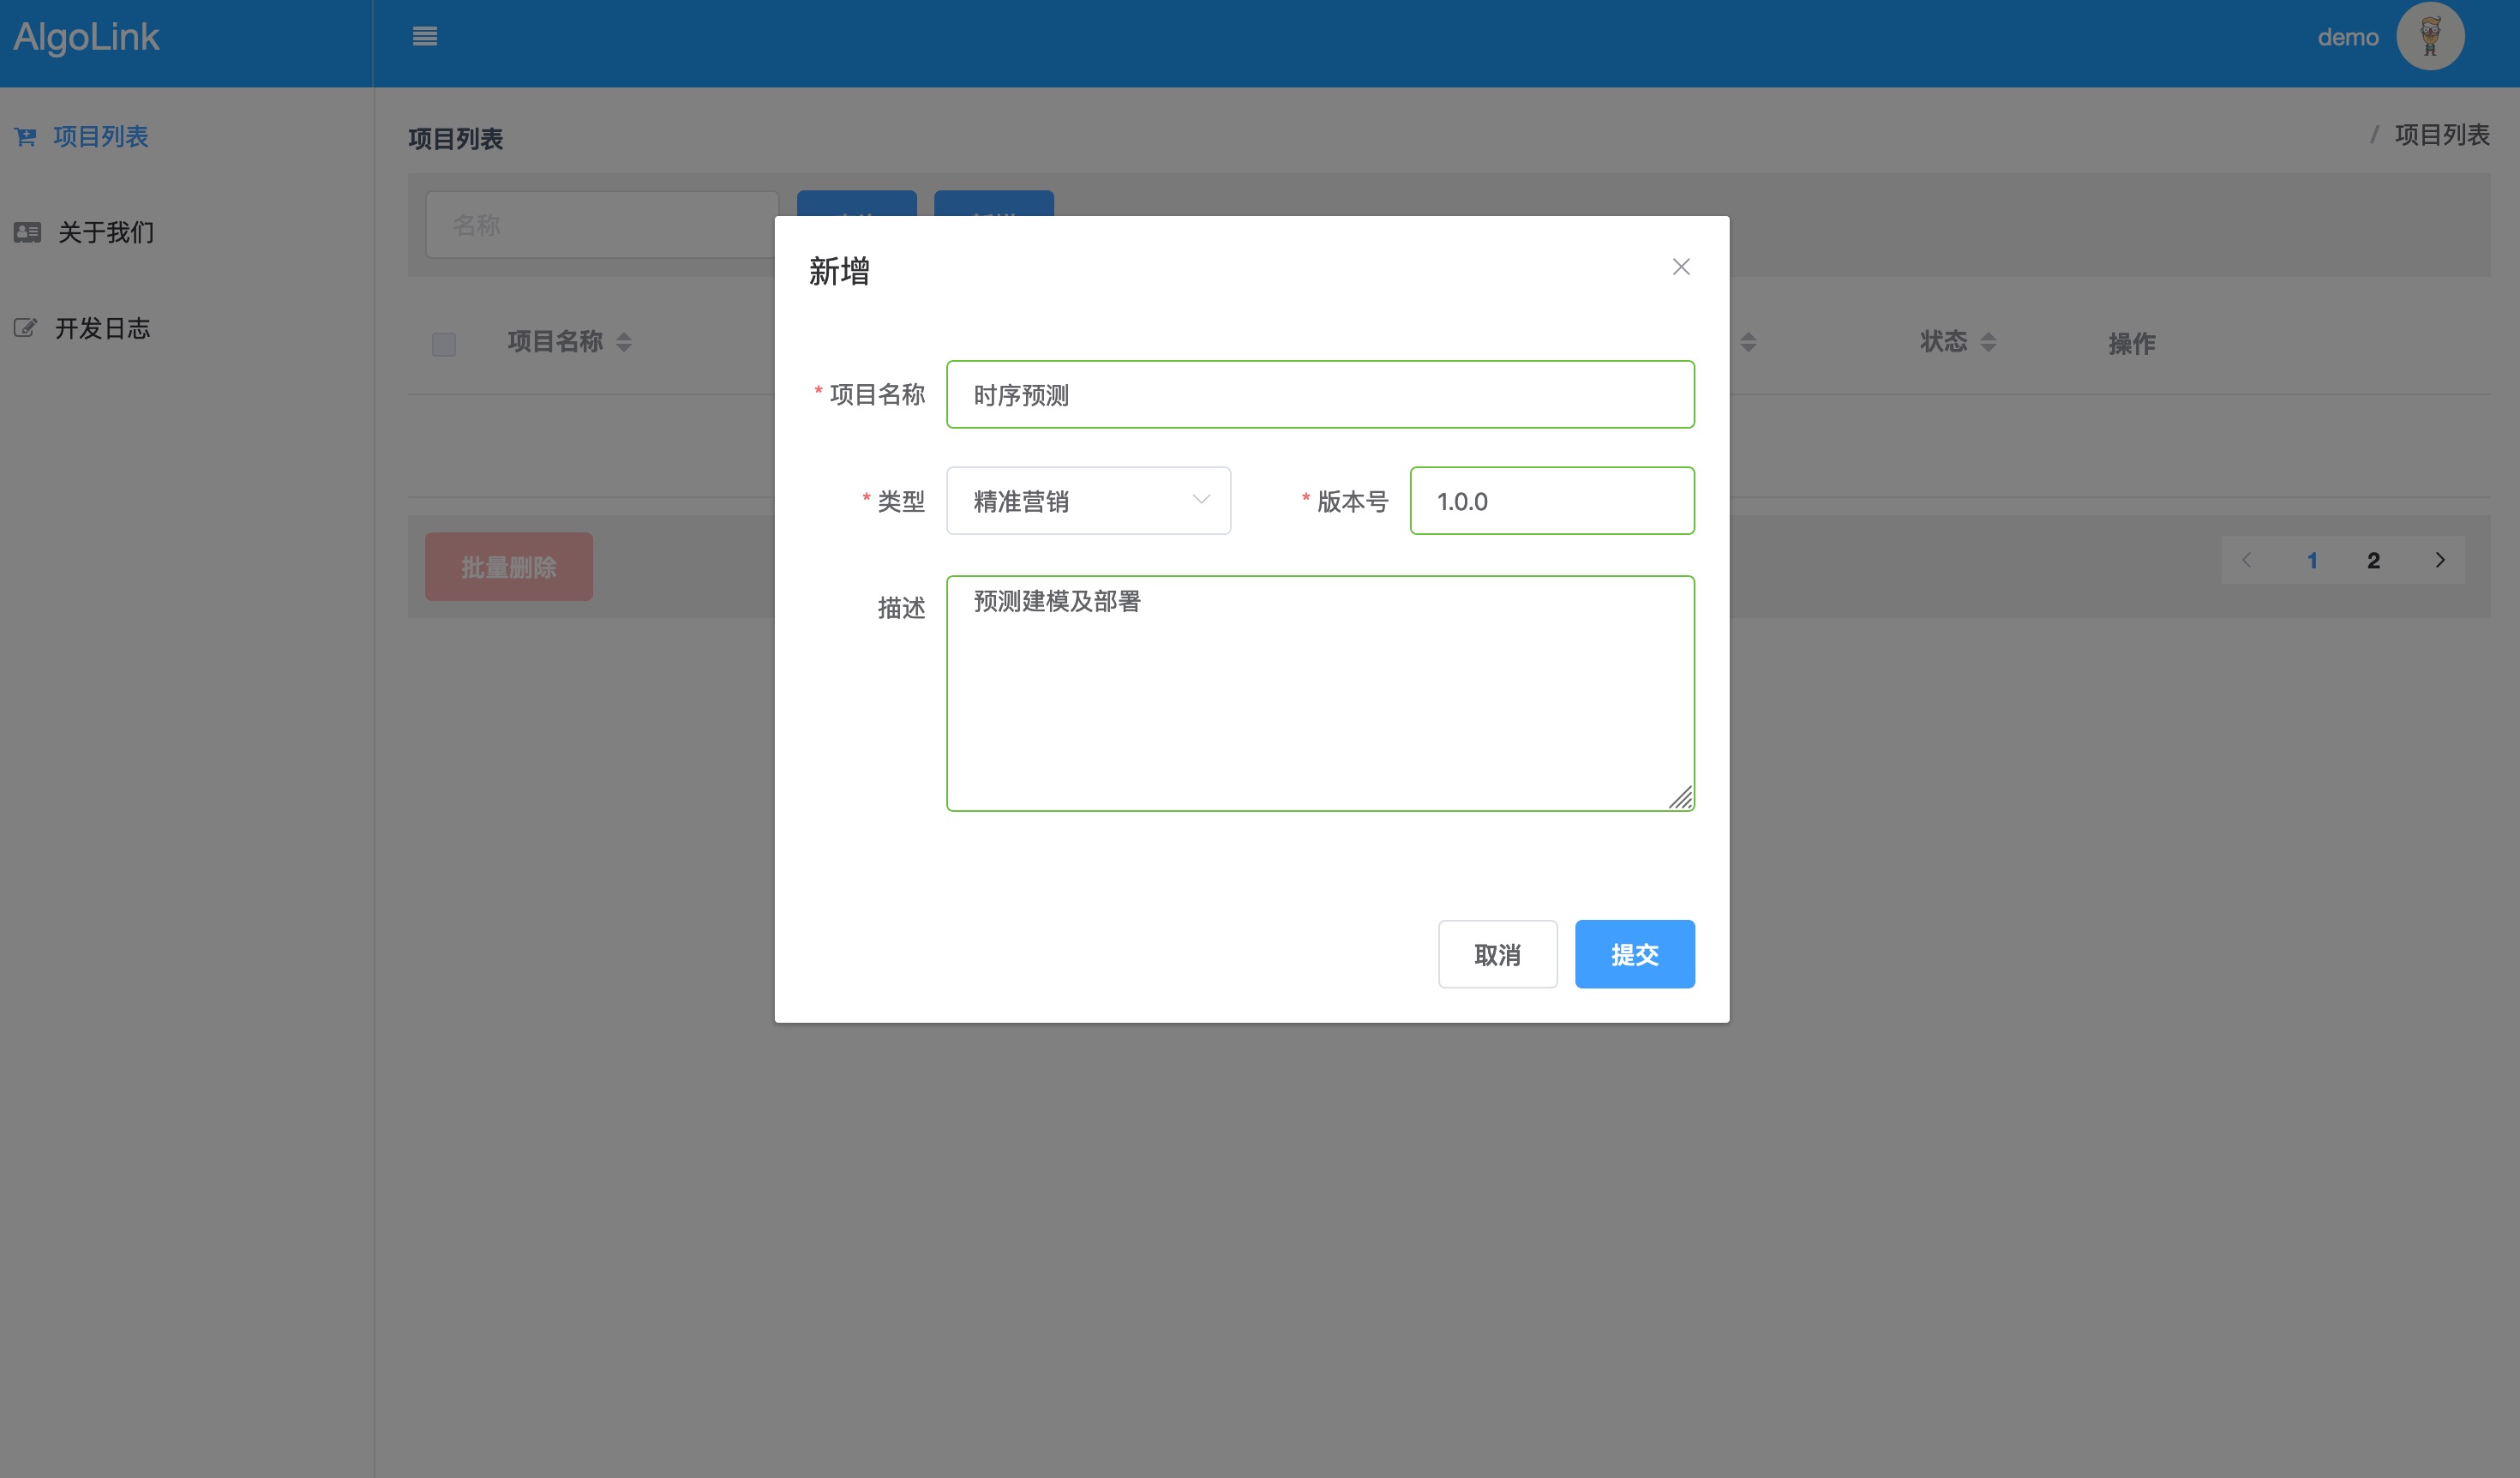 AlgoLink
demo
项目列表
关于我们
开发日志
项目列表
/ 项目列表
名称
项目名称
状态
操作
批量删除
1
2
新增
* 项目名称
时序预测
* 类型
精准营销
* 版本号
1.0.0
描述
预测建模及部署
取消
提交